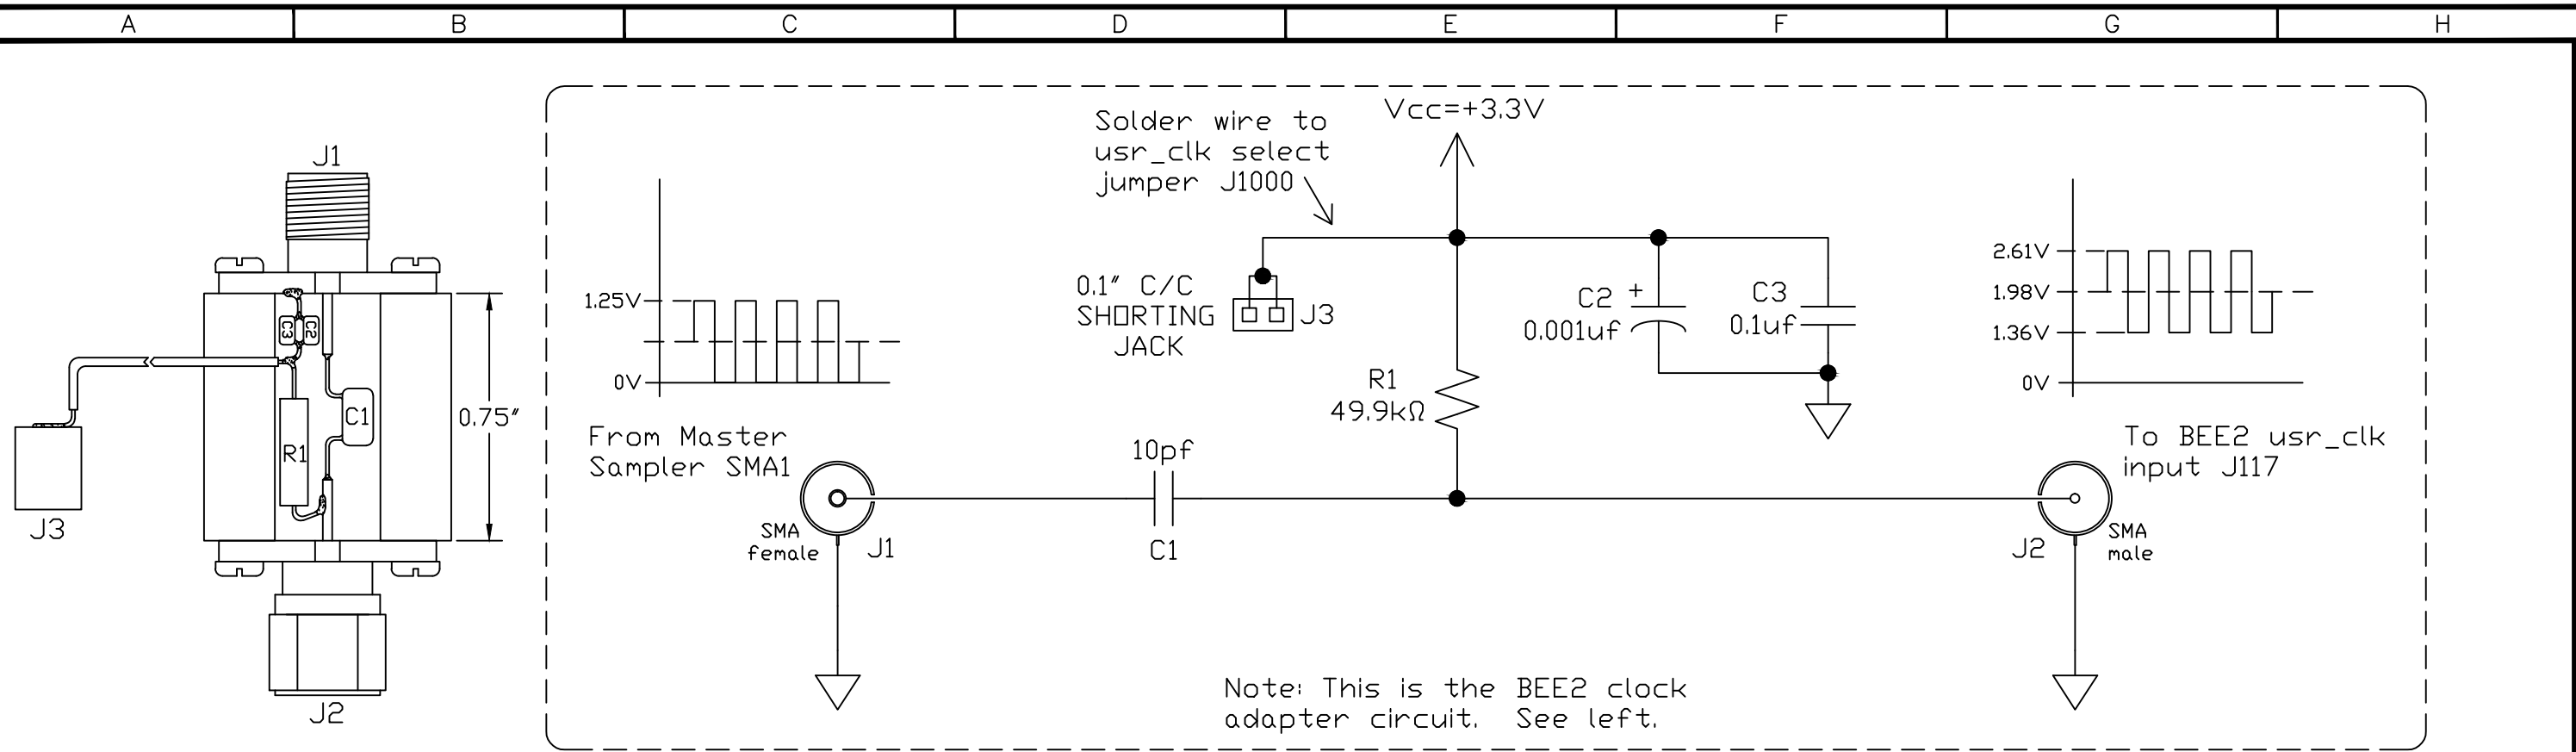 A B C D E F G H
J1
C3
C2
C1
R1
0.75"
J3
J2
Solder wire to
usr_clk select
jumper J1000
Vcc=+3.3V
1.25V
0V
From Master
Sampler SMA1
SMA
female
J1
0.1" C/C
SHORTING
JACK
J3
10pf
C1
R1
49.9kΩ
C2 +
0.001uf
C3
0.1uf
2.61V
1.98V
1.36V
0V
To BEE2 usr_clk
input J117
SMA
male
J2
Note: This is the BEE2 clock
adapter circuit. See left.